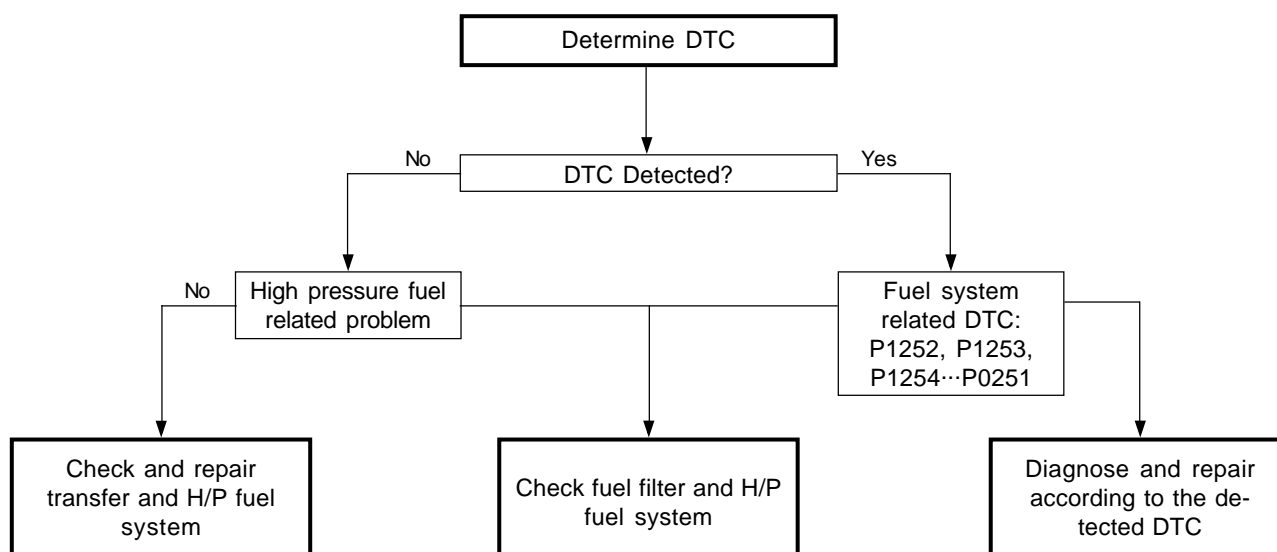 Determine DTC
No
Yes
DTC Detected?
No
High pressure fuel
related problem
Fuel system
related DTC:
P1252, P1253,
P1254···P0251
Check and repair
transfer and H/P fuel
system
Check fuel filter and H/P
fuel system
Diagnose and repair
according to the de-
tected DTC